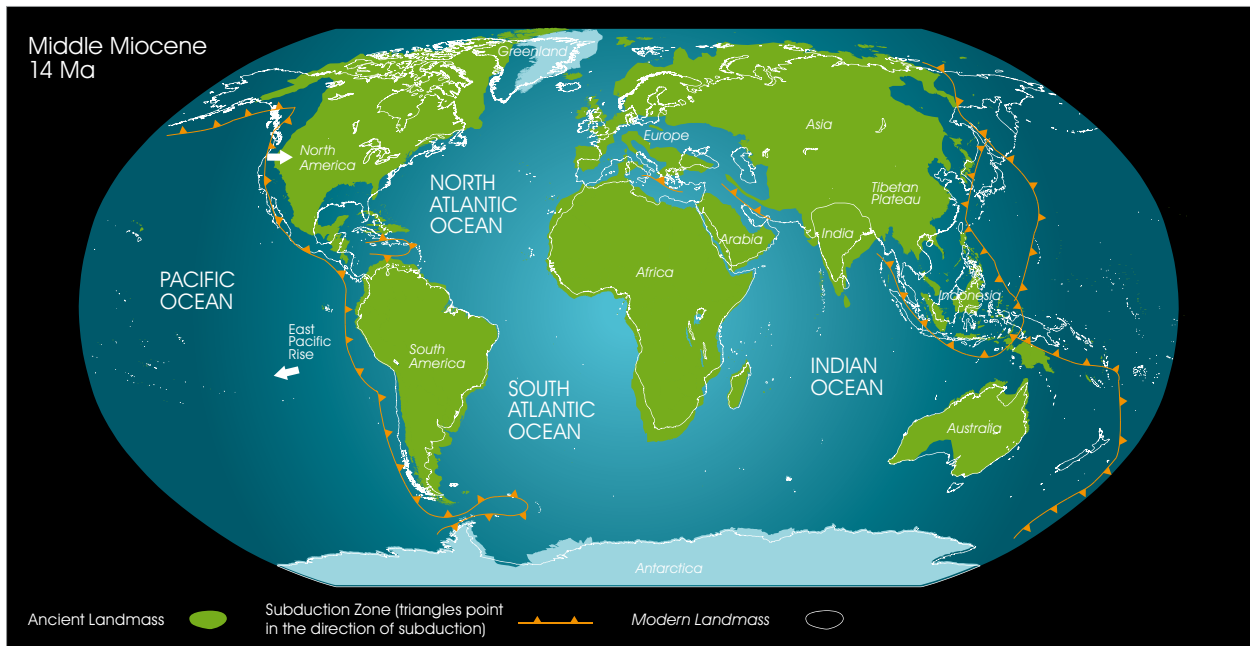 Middle Miocene
14 Ma
Greenland
North
America
Europe
Asia
Tibetan
Plateau
NORTH
ATLANTIC
OCEAN
Arabia
India
Africa
PACIFIC
OCEAN
Indonesia
East
Pacific
Rise
South
America
INDIAN
OCEAN
SOUTH
ATLANTIC
OCEAN
Australia
Antarctica
Ancient Landmass
Subduction Zone (triangles point
in the direction of subduction)
Modern Landmass